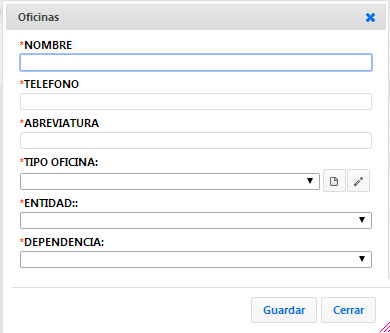 Oficinas
*NOMBRE
*TELEFONO
*ABREVIATURA
*TIPO OFICINA:
*ENTIDAD::
*DEPENDENCIA:
Guardar Cerrar